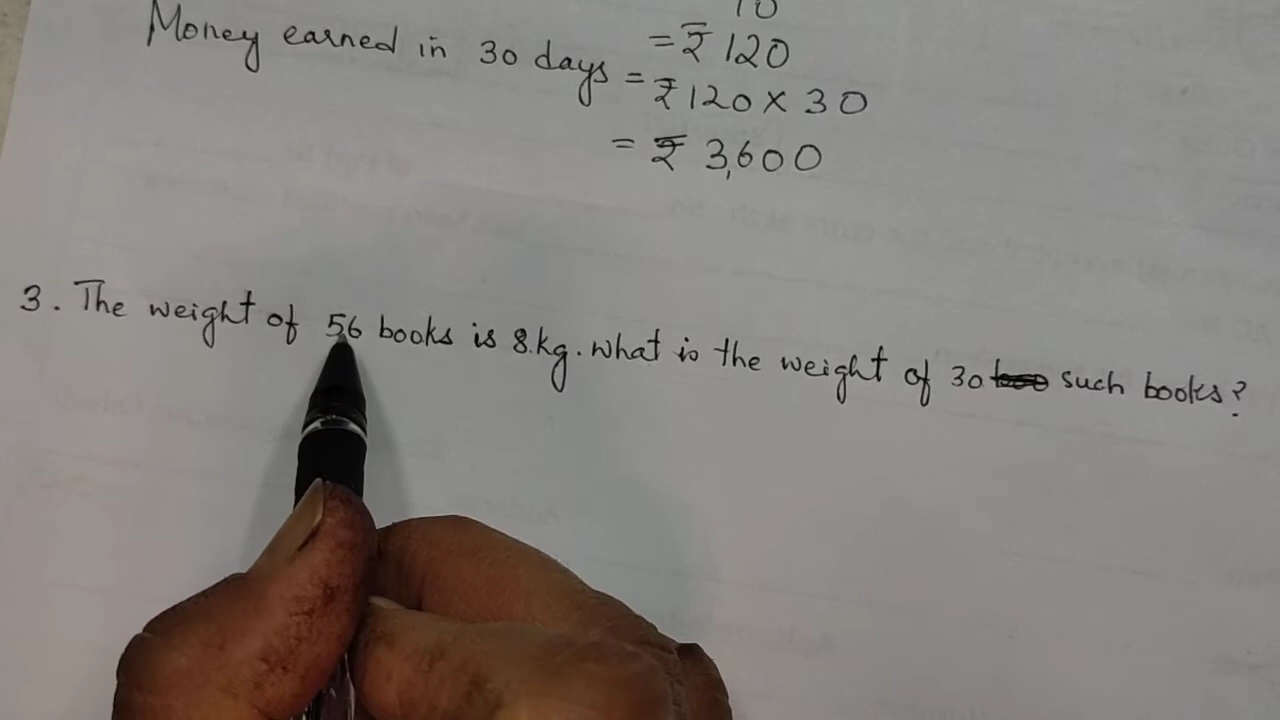 10
= ₹ 120
Money earned in 30 days = ₹ 120 × 30
= ₹ 3,600
3. The weight of 56 books is 8 kg. what is the weight of 30 such books?